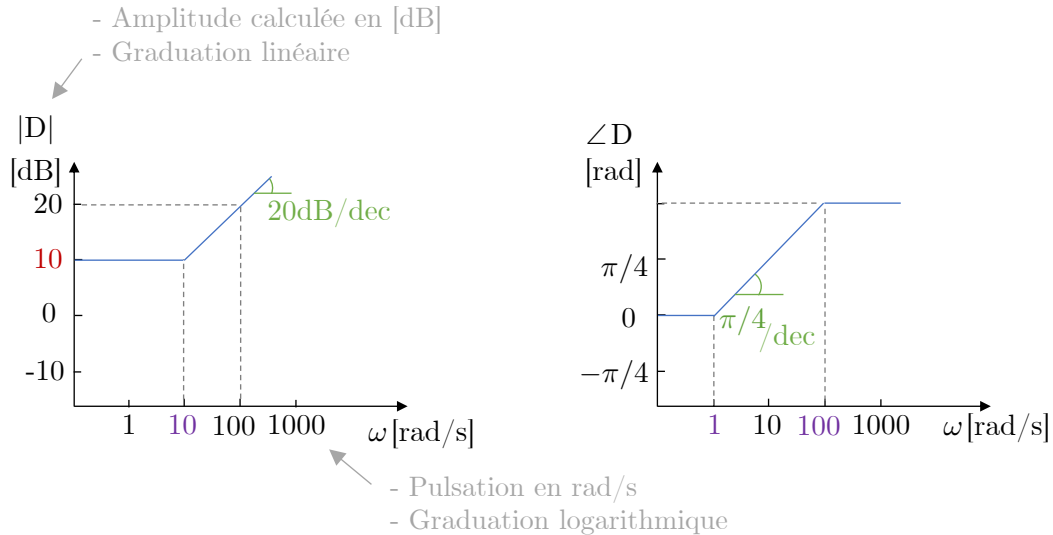 - Amplitude calculée en [dB]
- Graduation linéaire
|D|
[dB]
20
10
0
-10
20dB/dec
1 10 100 1000
ω[rad/s]
∠D
[rad]
π/4
0
−π/4
π/4/dec
1 10 100 1000
ω[rad/s]
- Pulsation en rad/s
- Graduation logarithmique